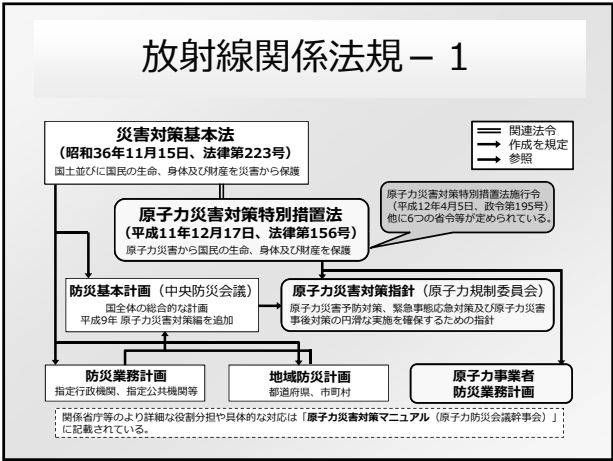 放射線関係法規－１
災害対策基本法
（昭和36年11月15日、法律第223号）
国土並びに国民の生命、身体及び財産を災害から保護
関連法令
作成を規定
参照
原子力災害対策特別措置法
（平成11年12月17日、法律第156号）
原子力災害から国民の生命、身体及び財産を保護
原子力災害対策特別措置法施行令
（平成12年4月5日、政令第195号）
他に6つの省令等が定められている。
防災基本計画（中央防災会議）
国全体の総合的な計画
平成9年 原子力災害対策編を追加
原子力災害対策指針（原子力規制委員会）
原子力災害予防対策、緊急事態応急対策及び原子力災害
事後対策の円滑な実施を確保するための指針
防災業務計画
指定行政機関、指定公共機関等
地域防災計画
都道府県、市町村
原子力事業者
防災業務計画
関係省庁等のより詳細な役割分担や具体的な対応は「原子力災害対策マニュアル（原子力防災会議幹事会）」
に記載されている。